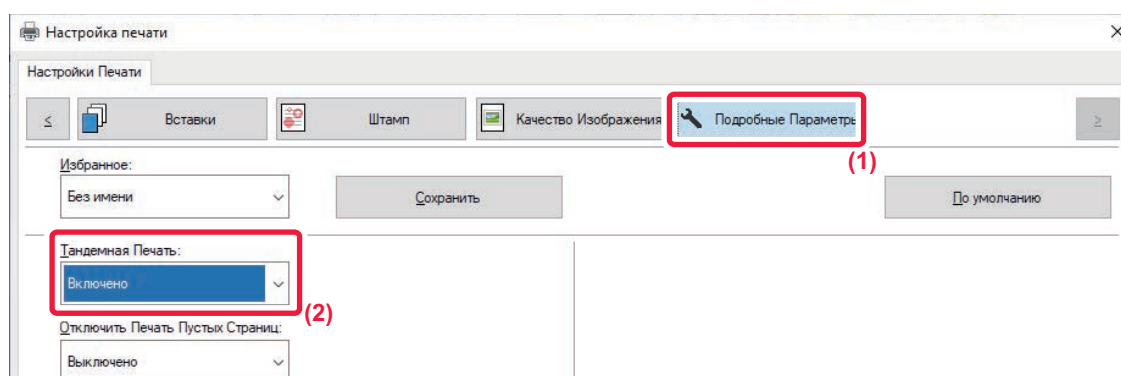 Настройка печати
Настройки Печати
≤ Вставки Штамп Качество Изображения Подробные Параметры ≥
(1)
Избранное:
Без имени Сохранить По умолчанию
Тандемная Печать:
Включено
(2)
Отключить Печать Пустых Страниц:
Выключено